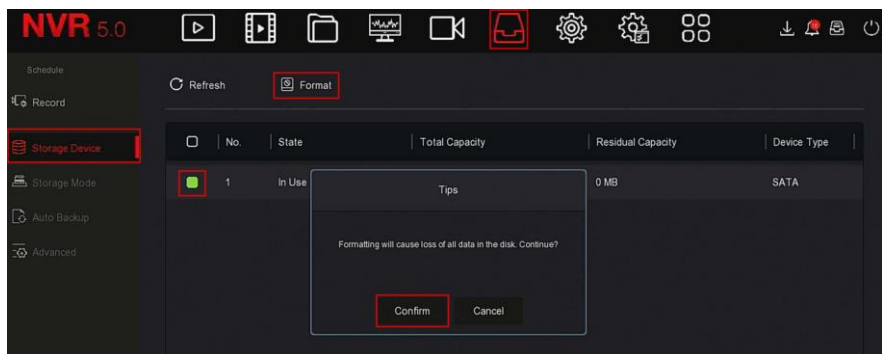 NVR 5.0
Schedule
Record
Storage Device
Storage Mode
Auto Backup
Advanced
Refresh
Format
No. State Total Capacity Residual Capacity Device Type
1 In Use 0 MB SATA
Tips
Formatting will cause loss of all data in the disk. Continue?
Confirm Cancel